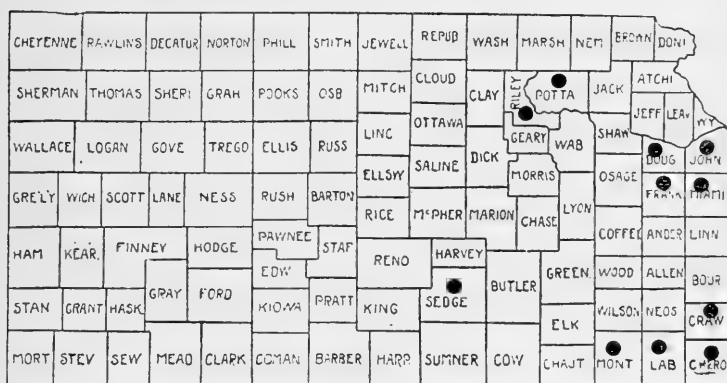 CHEYENNE RAWLINS DECATUR NORTON PHILL SMITH JEWELL REPUB WASH MARSH NEM BROWN DONI
SHERMAN THOMAS SHERI GRAH ROOKS OSB MITCH CLOUD CLAY RILEY POTTA JACK ATCHI
JEFF LEAV WY
WALLACE LOGAN GOVE TREGO ELLIS RUSS LINC OTTAWA GEARY WAB SHAW DOUG JOHN
ELLSW SALINE DICK MORRIS OSAGE FRANK MIAMI
GRELY WICH SCOTT LANE NESS RUSH BARTON RICE McPHER MARION CHASE LYON
HAM KEAR. FINNEY HODGE PAWNEE STAF RENO HARVEY COFFEE ANDER LINN
EDW
STAN GRANT HASK. GRAY FORD KIOWA PRATT KING SEDGE BUTLER GREEN. WOOD ALLEN BOUR
ELK WILSON NEOS CRAW
MORT STEV SEW MEAD CLARK COMAN BARBER HARP. SUMNER COW CHAUT MONT LAB CHERO